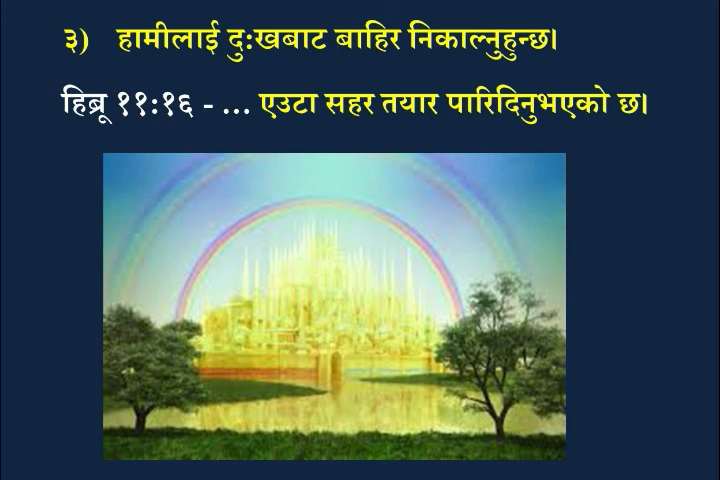 ३) हामीलाई दुःखबाट बाहिर निकाल्नुहुन्छ।
हिब्रू ११:१६ - ... एउटा सहर तयार पारिदिनुभएको छ।